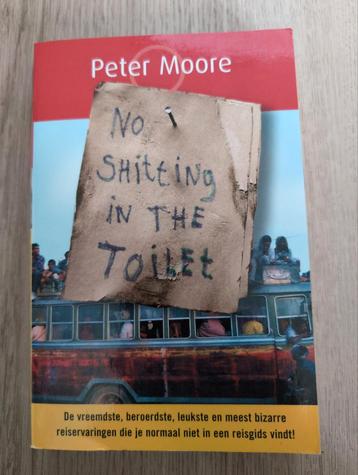 Peter Moore
No
SHitting
iN THE
ToiLEt
De vreemdste, beroerdste, leukste en meest bizarre
reiservaringen die je normaal niet in een reisgids vindt!